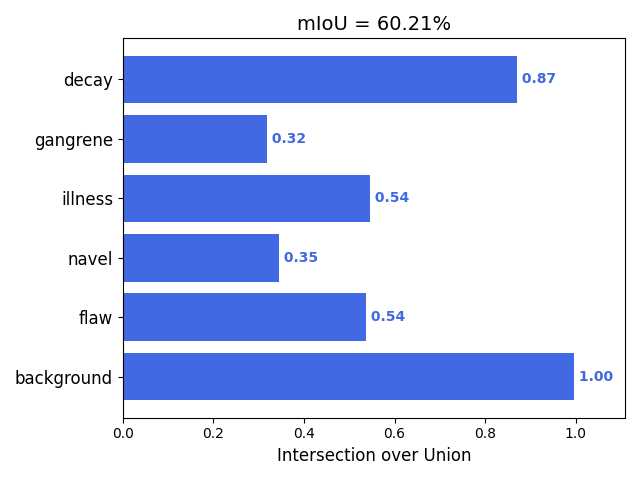 mIoU = 60.21%
decay
0.87
gangrene
0.32
illness
0.54
navel
0.35
flaw
0.54
background
1.00
0.0 0.2 0.4 0.6 0.8 1.0
Intersection over Union